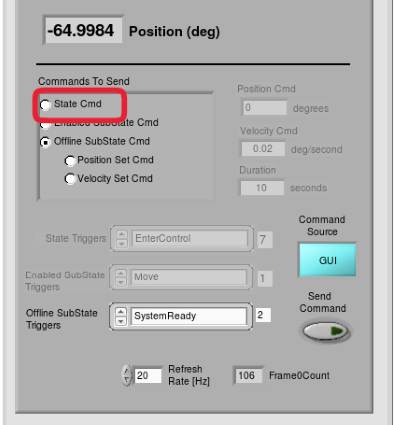 -64.9984 Position (deg)
Commands To Send
State Cmd
Enabled SubState Cmd
Offline SubState Cmd
Position Set Cmd
Velocity Set Cmd
Position Cmd
0 degrees
Velocity Cmd
0.02 deg/second
Duration
10 seconds
State Triggers EnterControl 7
Enabled SubState
Triggers
Move 1
Offline SubState
Triggers
SystemReady 2
Command
Source
GUI
Send
Command
20 Refresh
Rate [Hz]
106 Frame0Count